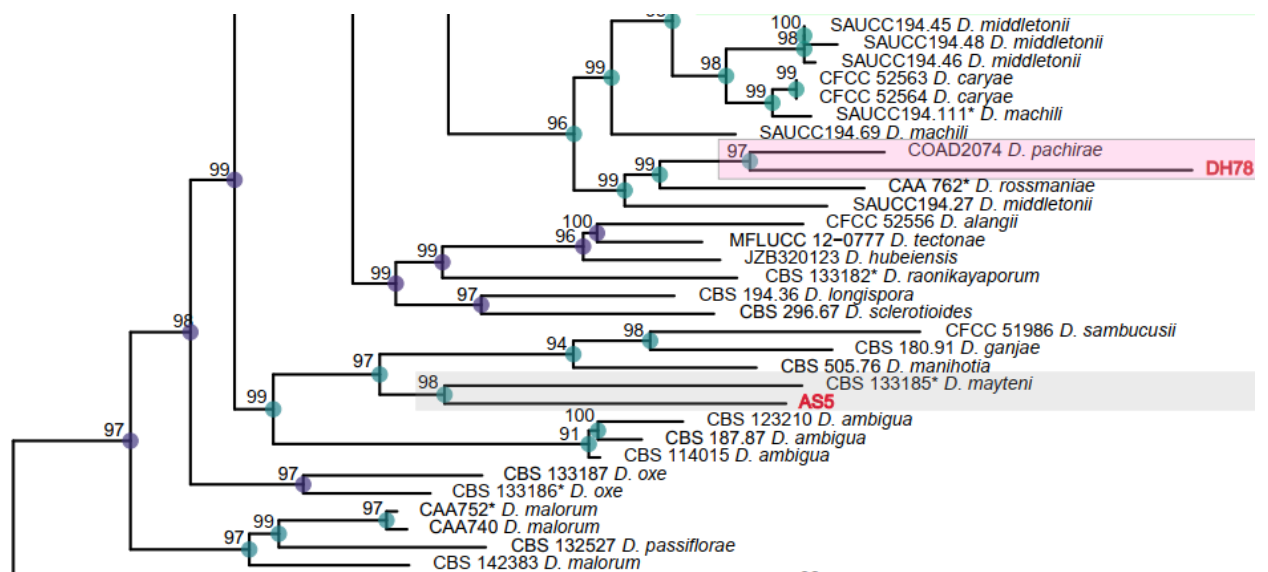 100 SAUCC194.45 D. middletonii
98 SAUCC194.48 D. middletonii
SAUCC194.46 D. middletonii
99 98 99 CFCC 52563 D. caryae
CFCC 52564 D. caryae
99 SAUCC194.111* D. machili
96 SAUCC194.69 D. machili
97 COAD2074 D. pachirae
99 DH78
99 99 CAA 762* D. rossmaniae
SAUCC194.27 D. middletonii
100 CFCC 52556 D. alangii
96 MFLUCC 12−0777 D. tectonae
99 JZB320123 D. hubeiensis
99 CBS 133182* D. raonikayaporum
97 CBS 194.36 D. longispora
CBS 296.67 D. sclerotioides
98 98 CFCC 51986 D. sambucusii
94 CBS 180.91 D. ganjae
97 CBS 505.76 D. manihotia
98 CBS 133185* D. mayteni
99 AS5
100 CBS 123210 D. ambigua
97 91 CBS 187.87 D. ambigua
CBS 114015 D. ambigua
97 CBS 133187 D. oxe
CBS 133186* D. oxe
97 CAA752* D. malorum
99 CAA740 D. malorum
97 CBS 132527 D. passiflorae
CBS 142383 D. malorum